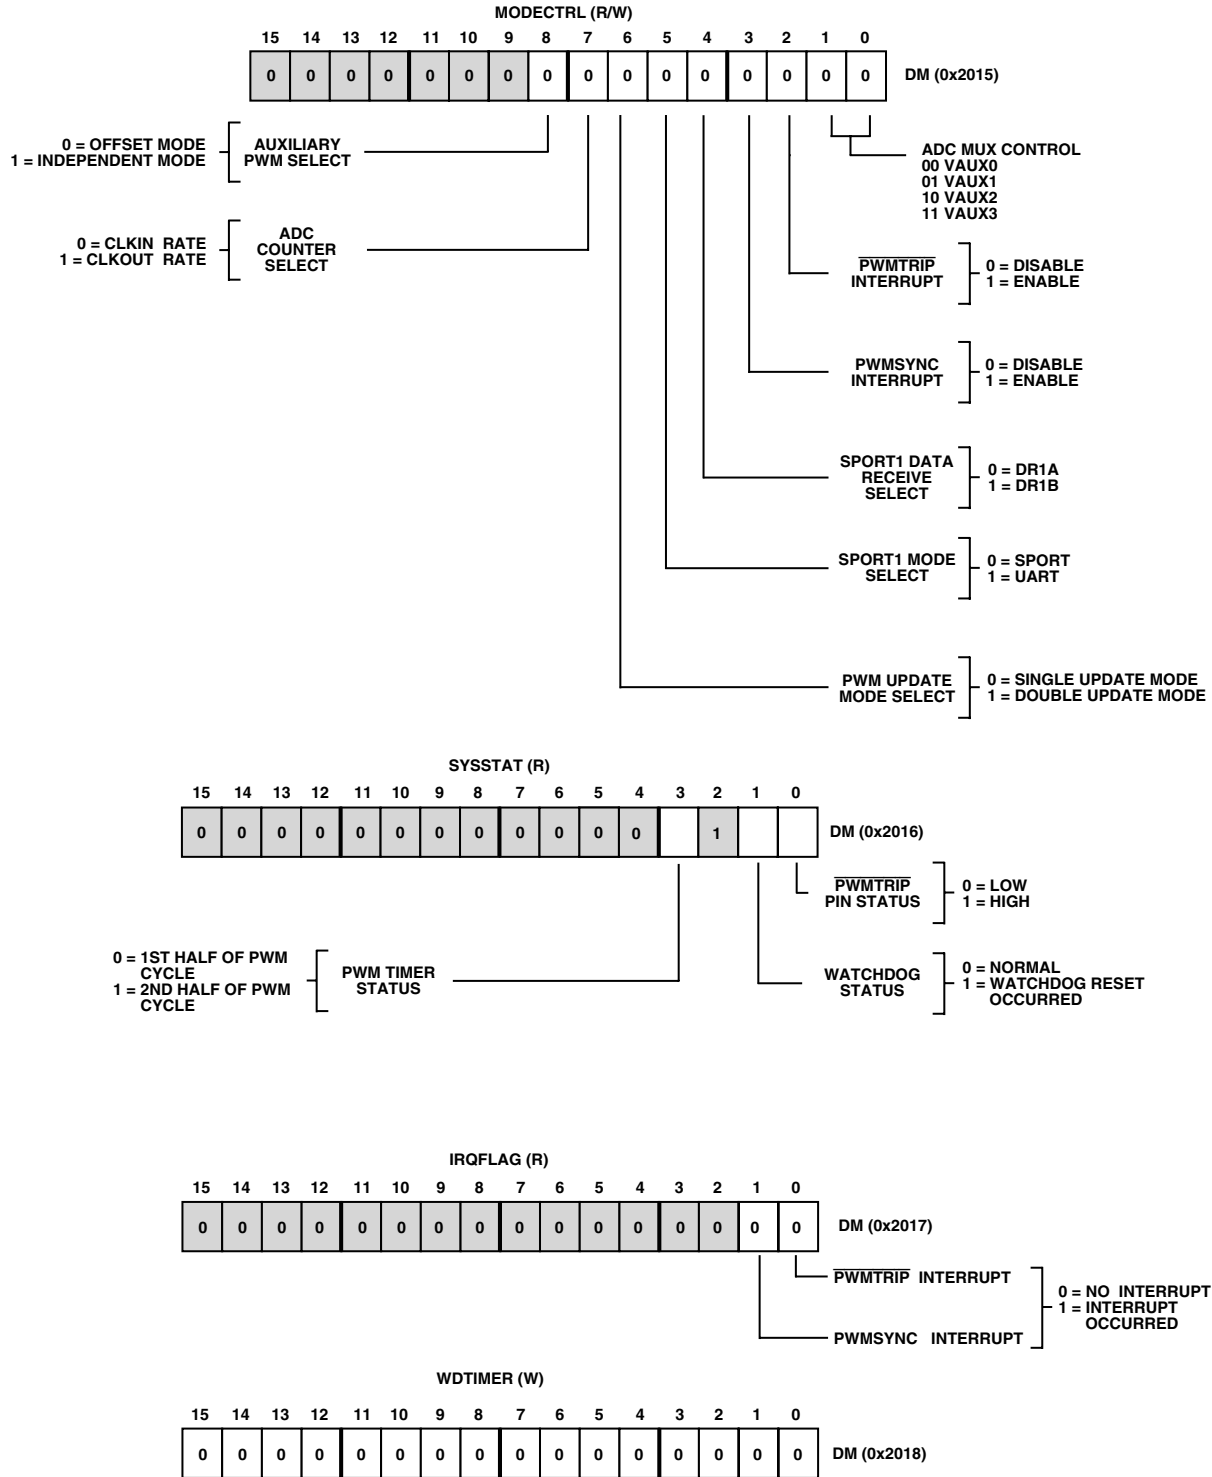 MODECTRL (R/W)
15 14 13 12 11 10 9 8 7 6 5 4 3 2 1 0
0 0 0 0 0 0 0 0 0 0 0 0 0 0 0 0 DM (0x2015)
0 = OFFSET MODE
1 = INDEPENDENT MODE
AUXILIARY
PWM SELECT
ADC MUX CONTROL
00 VAUX0
01 VAUX1
10 VAUX2
11 VAUX3
0 = CLKIN RATE
1 = CLKOUT RATE
ADC
COUNTER
SELECT
PWMTRIP
INTERRUPT
0 = DISABLE
1 = ENABLE
PWMSYNC
INTERRUPT
0 = DISABLE
1 = ENABLE
SPORT1 DATA
RECEIVE
SELECT
0 = DR1A
1 = DR1B
SPORT1 MODE
SELECT
0 = SPORT
1 = UART
PWM UPDATE
MODE SELECT
0 = SINGLE UPDATE MODE
1 = DOUBLE UPDATE MODE
SYSSTAT (R)
15 14 13 12 11 10 9 8 7 6 5 4 3 2 1 0
0 0 0 0 0 0 0 0 0 0 0 0 1 DM (0x2016)
PWMTRIP
PIN STATUS
0 = LOW
1 = HIGH
0 = 1ST HALF OF PWM
CYCLE
1 = 2ND HALF OF PWM
CYCLE
PWM TIMER
STATUS
WATCHDOG
STATUS
0 = NORMAL
1 = WATCHDOG RESET
OCCURRED
IRQFLAG (R)
15 14 13 12 11 10 9 8 7 6 5 4 3 2 1 0
0 0 0 0 0 0 0 0 0 0 0 0 0 0 0 0 DM (0x2017)
PWMTRIP INTERRUPT
PWMSYNC INTERRUPT
0 = NO INTERRUPT
1 = INTERRUPT
OCCURRED
WDTIMER (W)
15 14 13 12 11 10 9 8 7 6 5 4 3 2 1 0
0 0 0 0 0 0 0 0 0 0 0 0 0 0 0 0 DM (0x2018)